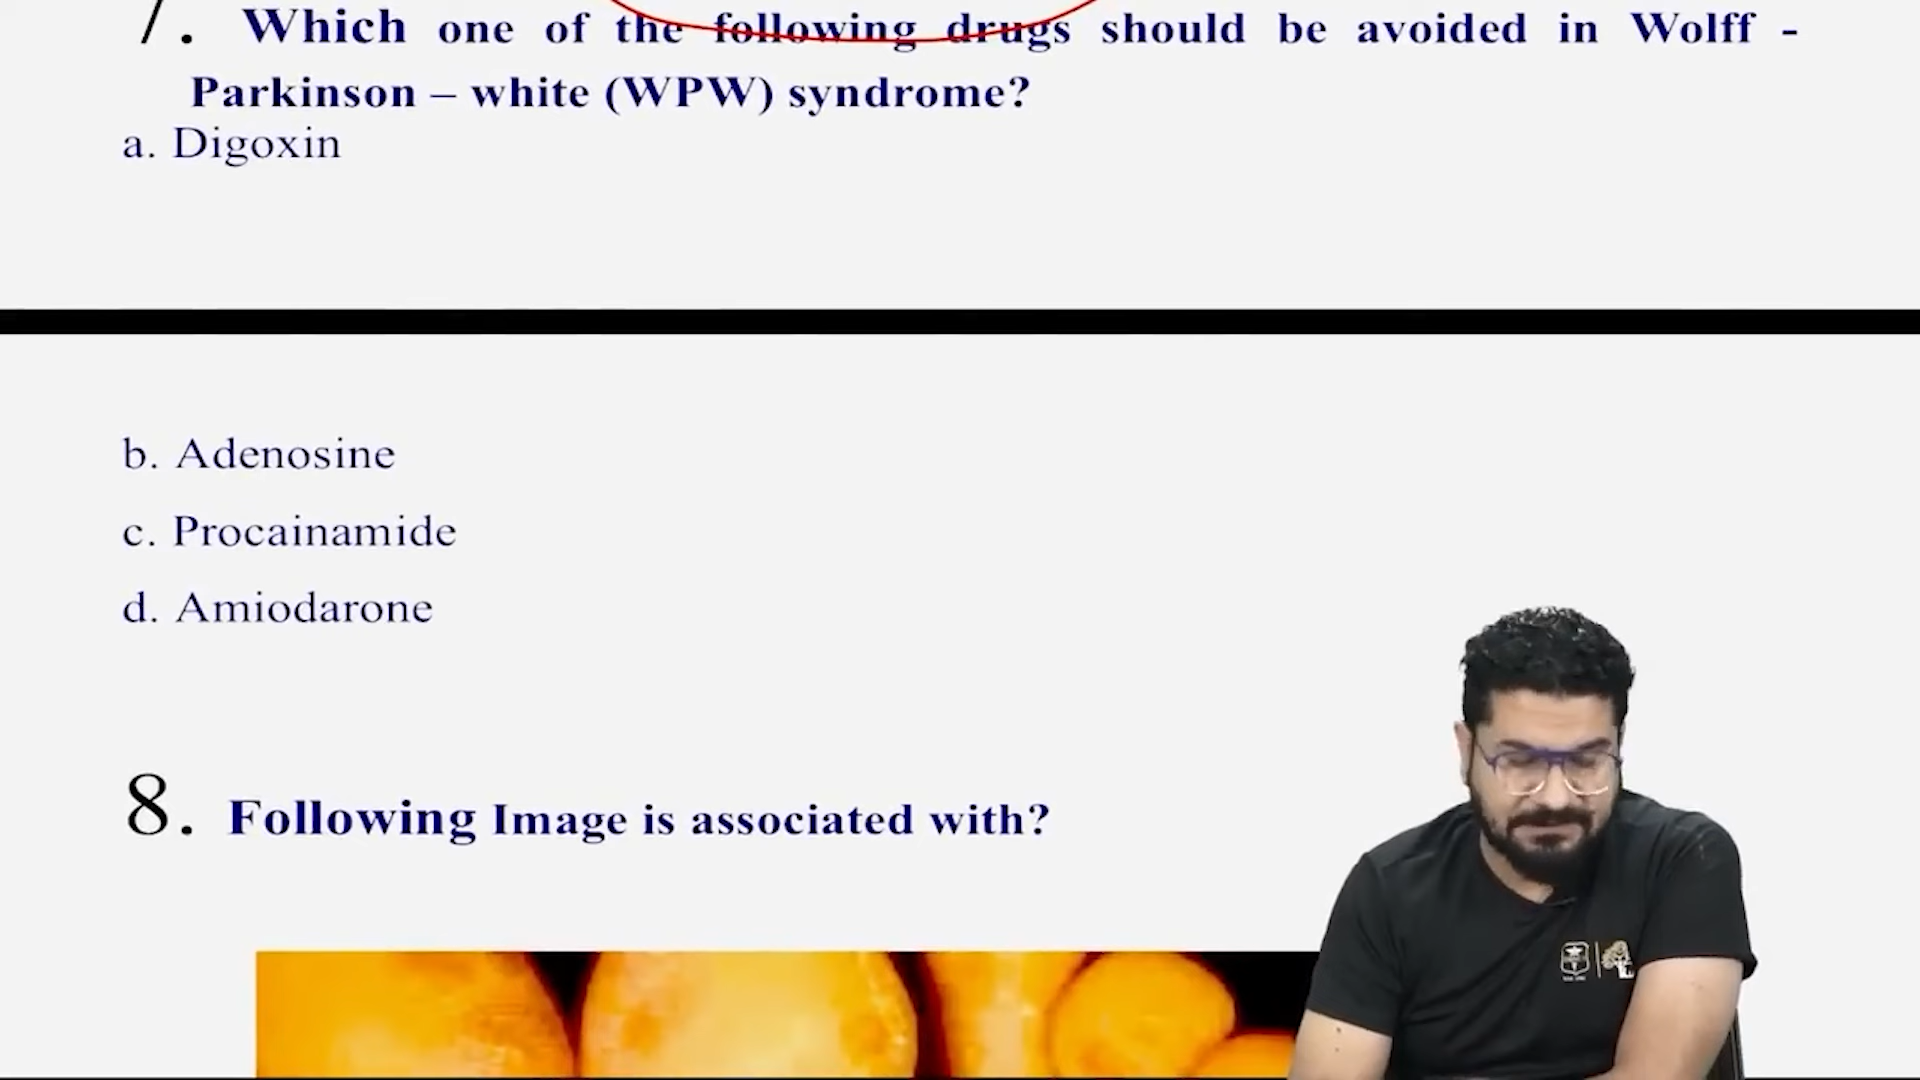 7. Which one of the following drugs should be avoided in Wolff -
Parkinson – white (WPW) syndrome?
a. Digoxin
b. Adenosine
c. Procainamide
d. Amiodarone
8. Following Image is associated with?